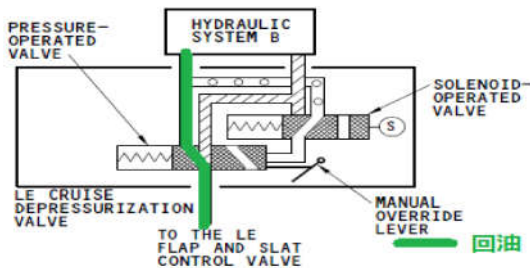 PRESSURE-
OPERATED
VALVE
HYDRAULIC
SYSTEM B
SOLENOID-
OPERATED
VALVE
S
LE CRUISE
DEPRESSURIZATION
VALVE
MANUAL
OVERRIDE
LEVER
TO THE LE
FLAP AND SLAT
CONTROL VALVE
回油